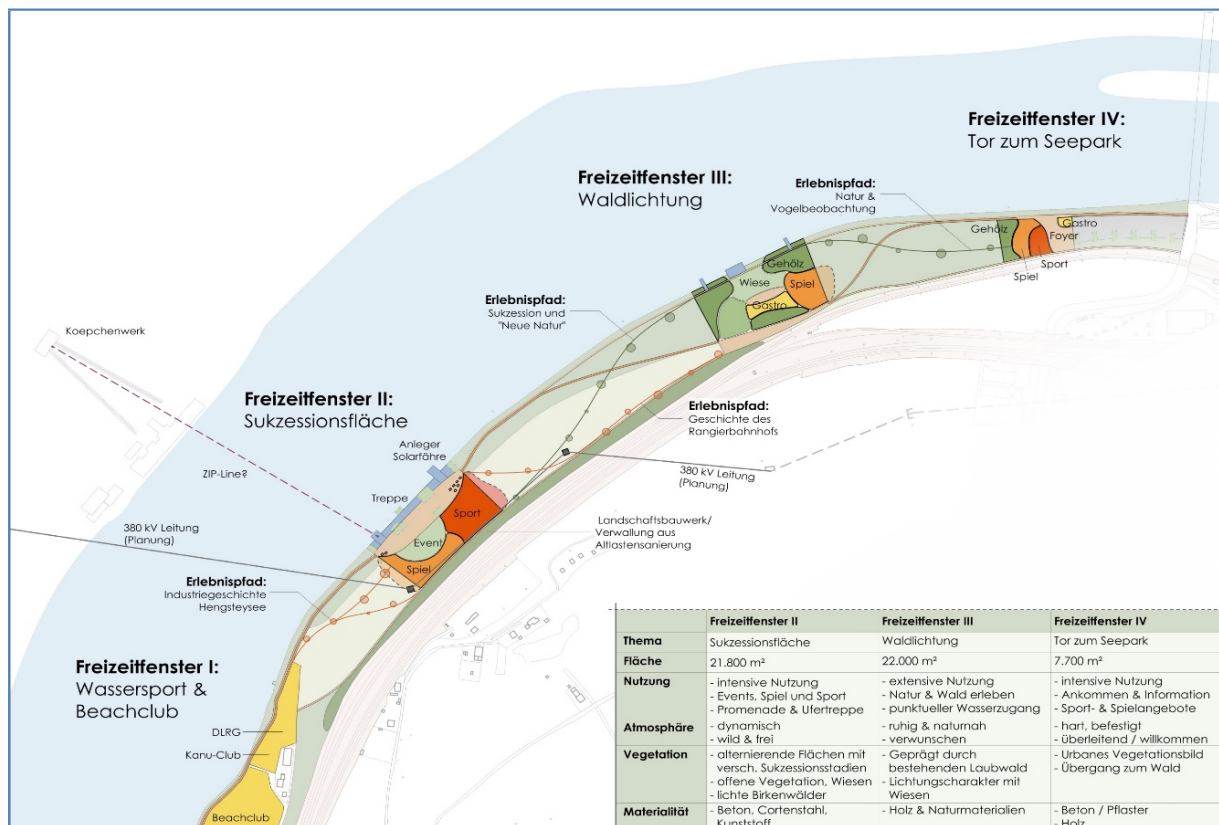 Freizeitfenster IV:
Tor zum Seepark
Freizeitfenster III:
Waldlichtung
Erlebnispfad:
Natur &
Vogelbeobachtung
Gehölz
Gastro
Foyer
Sport
Spiel
Gehölz
Wiese
Spiel
Gastro
Erlebnispfad:
Sukzession und
"Neue Natur"
Koepchenwerk
Freizeitfenster II:
Sukzessionsfläche
Erlebnispfad:
Geschichte des
Rangierbahnhofs
Anleger
Solarfähre
ZIP-Line?
380 kV Leitung
(Planung)
Treppe
Sport
Event
Spiel
Landschaftsbauwerk/
Verwallung aus
Altlastensanierung
380 kV Leitung
(Planung)
Erlebnispfad:
Industriegeschichte
Hengsteysee
Freizeitfenster I:
Wassersport &
Beachclub
DLRG
Kanu-Club
Beachclub
Freizeitfenster II Freizeitfenster III Freizeitfenster IV
Thema Sukzessionsfläche Waldlichtung Tor zum Seepark
Fläche 21.800 m² 22.000 m² 7.700 m²
Nutzung - intensive Nutzung - extensive Nutzung - intensive Nutzung
- Events, Spiel und Sport - Natur & Wald erleben - Ankommen & Information
- Promenade & Ufertreppe - punktueller Wasserzugang - Sport- & Spielangebote
Atmosphäre - dynamisch - ruhig & naturnah - hart, befestigt
- wild & frei - verwunschen - überleitend / willkommen
Vegetation - alternierende Flächen mit - Geprägt durch - Urbanes Vegetationsbild
versch. Sukzessionsstadien bestehenden Laubwald - Übergang zum Wald
- offene Vegetation, Wiesen - Lichtungscharakter mit
- lichte Birkenwälder Wiesen
Materialität - Beton, Cortenstahl, - Holz & Naturmaterialien - Beton / Pflaster
Kunststoff - Holz